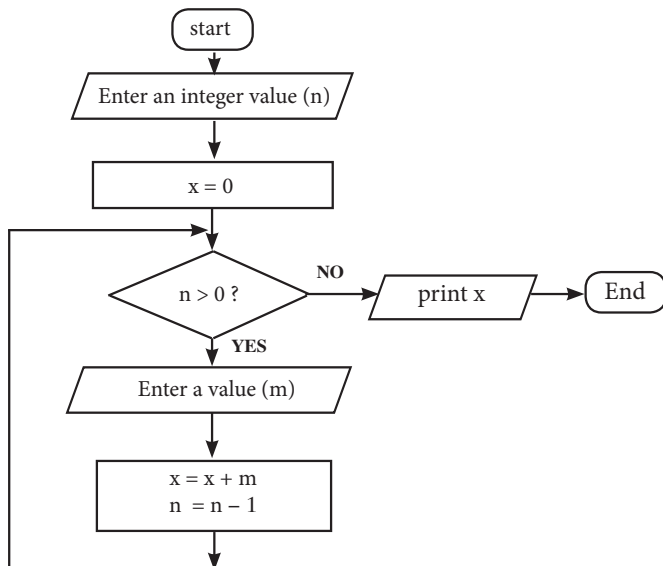 start
Enter an integer value (n)
x = 0
n > 0 ?
NO
print x
End
YES
Enter a value (m)
x = x + m
n = n – 1